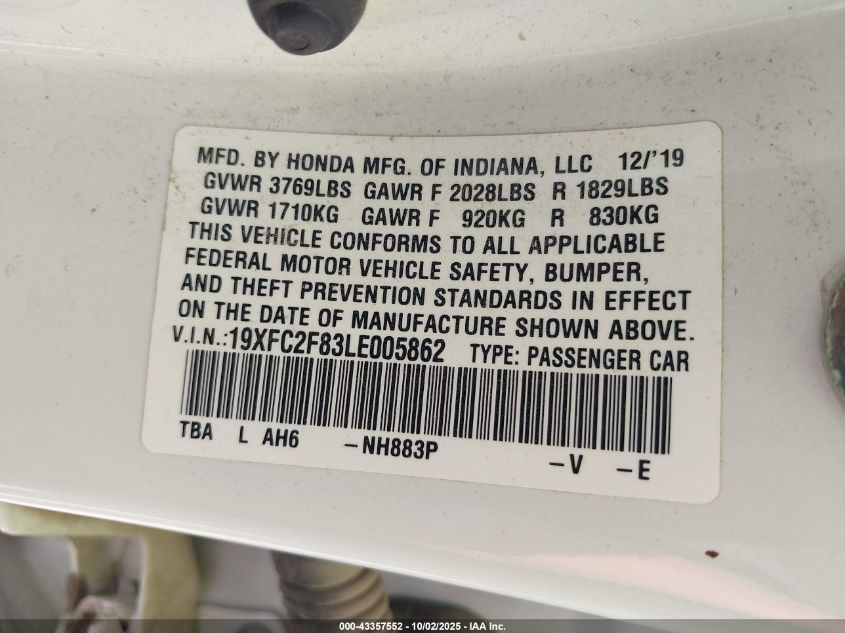 MFD. BY HONDA MFG. OF INDIANA, LLC 12/'19
GVWR 3769LBS GAWR F 2028LBS R 1829LBS
GVWR 1710KG GAWR F 920KG R 830KG
THIS VEHICLE CONFORMS TO ALL APPLICABLE
FEDERAL MOTOR VEHICLE SAFETY, BUMPER,
AND THEFT PREVENTION STANDARDS IN EFFECT
ON THE DATE OF MANUFACTURE SHOWN ABOVE.
V.I.N.:19XFC2F83LE005862 TYPE: PASSENGER CAR
TBA L AH6 –NH883P –V –E
000-43357552 - 10/02/2025 - IAA Inc.